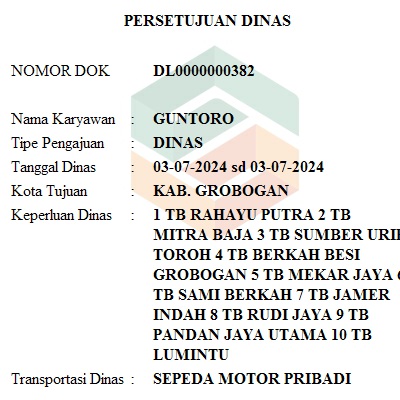 PERSETUJUAN DINAS
NOMOR DOK DL0000000382
Nama Karyawan : GUNTORO
Tipe Pengajuan : DINAS
Tanggal Dinas : 03-07-2024 sd 03-07-2024
Kota Tujuan : KAB. GROBOGAN
Keperluan Dinas : 1 TB RAHAYU PUTRA 2 TB
MITRA BAJA 3 TB SUMBER
TOROH 4 TB BERKAH BESI
GROBOGAN 5 TB MEKAR JAYA 6
TB SAMI BERKAH 7 TB JAMER
INDAH 8 TB RUDI JAYA 9 TB
PANDAN JAYA UTAMA 10 TB
LUMINTU
Transportasi Dinas : SEPEDA MOTOR PRIBADI